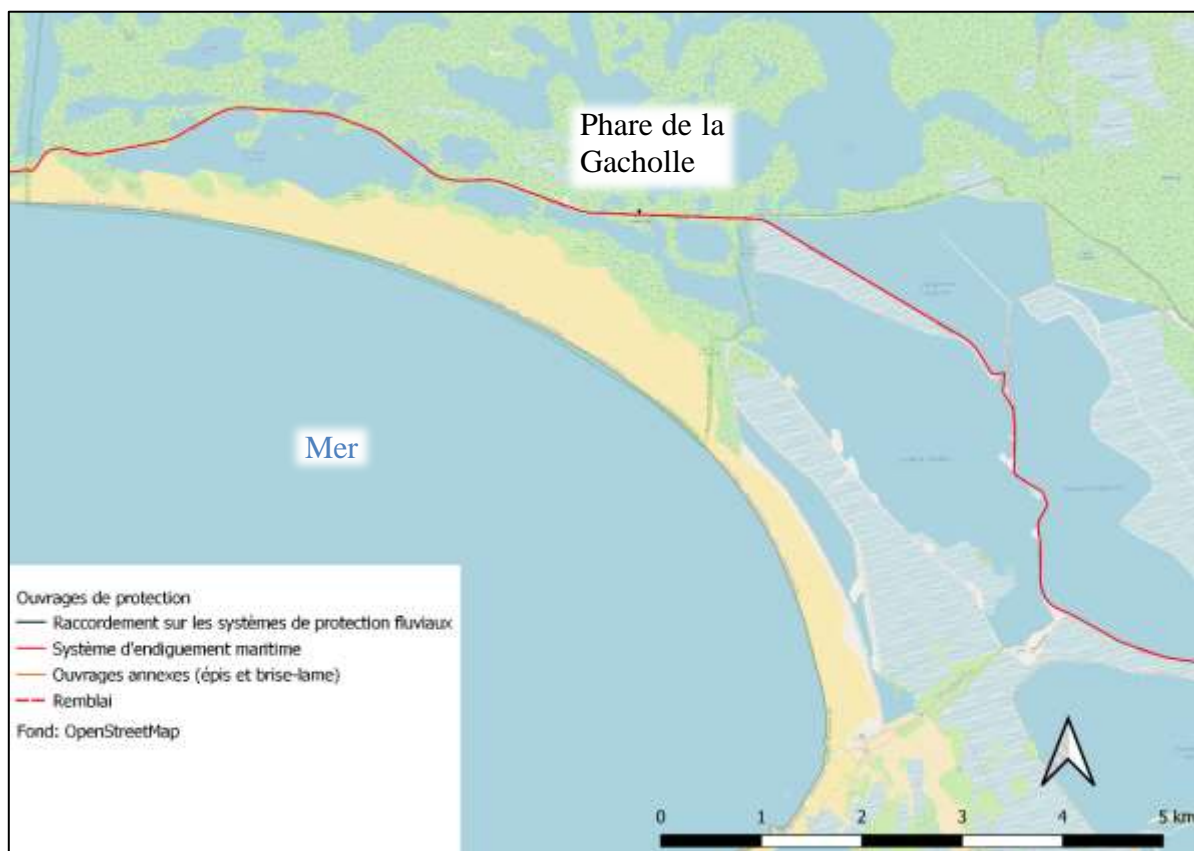 Phare de la
Gacholle
Mer
Ouvrages de protection
Raccordement sur les systèmes de protection fluviaux
Système d'endiguement maritime
Ouvrages annexes (épis et brise-lame)
Remblai
Fond: OpenStreetMap
0 1 2 3 4 5 km